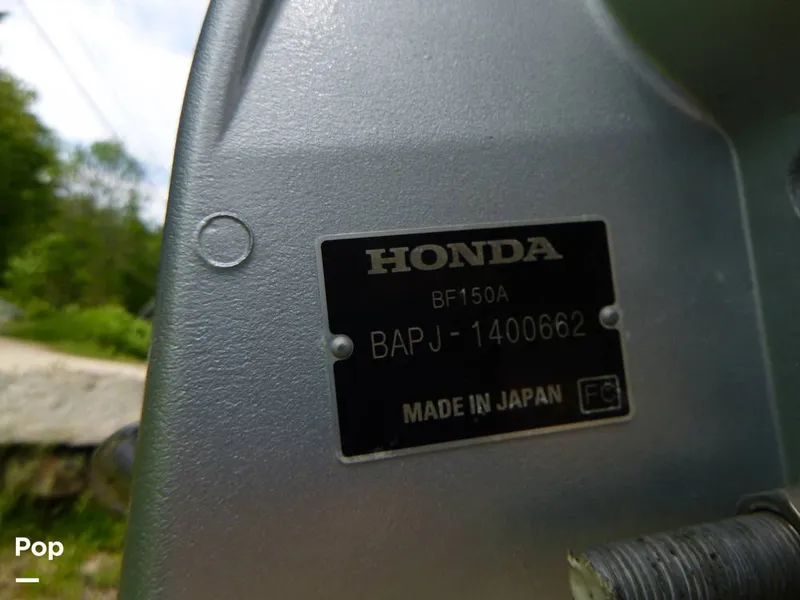 HONDA
BF150A
BAPJ-1400662
MADE IN JAPAN FC
Pop